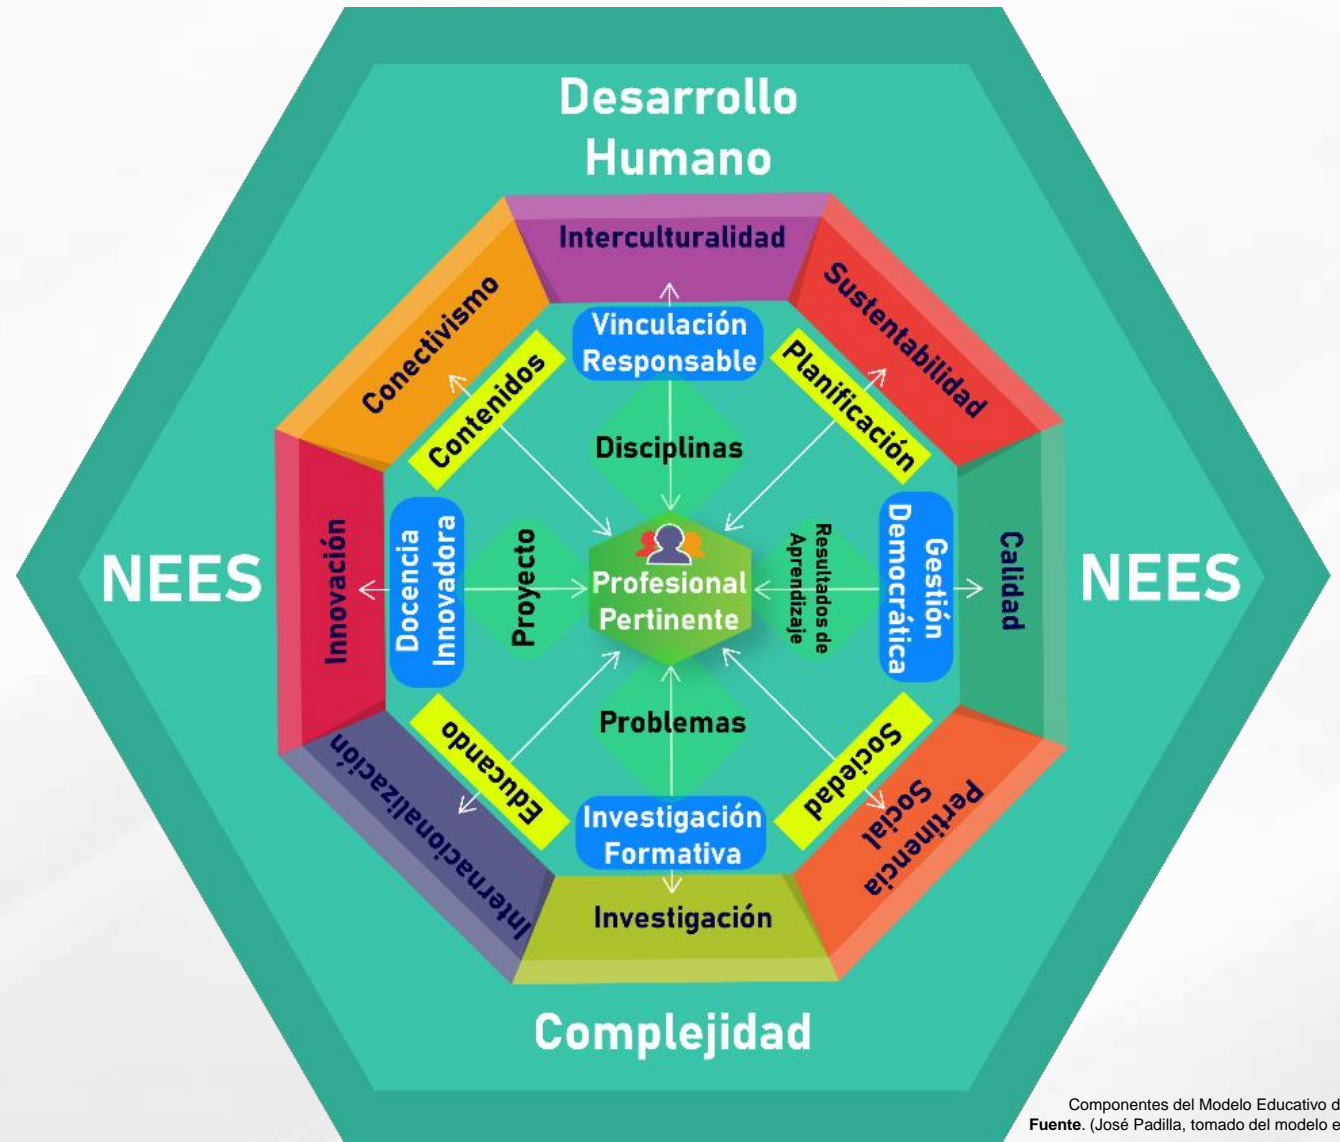 Desarrollo
Humano
Interculturalidad
Conectivismo
Sustentabilidad
Vinculación
Responsable
Contenidos
Planificación
Disciplinas
NEES
Innovación
Docencia
Innovadora
Proyecto
Profesional
Pertinente
Resultados de
Aprendizaje
Gestión
Democrática
Calidad
NEES
Problemas
Educando
Sociedad
Internacionalización
Investigación
Formativa
Pertinencia
Social
Investigación
Complejidad
Componentes del Modelo Educativo d
Fuente. (José Padilla, tomado del modelo e